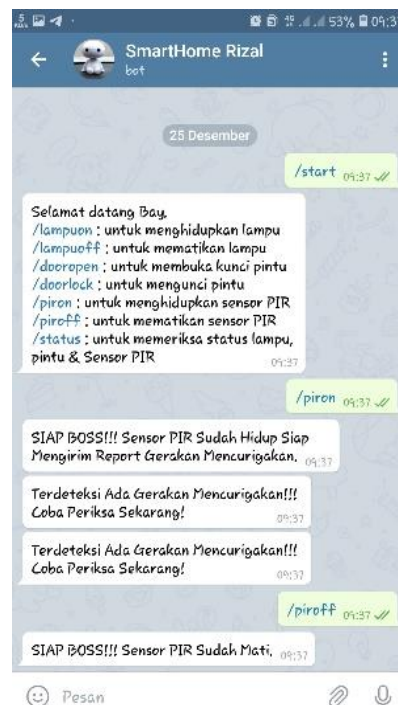 53% 09:3
SmartHome Rizal
bot
25 Desember
/start 09:37
Selamat datang Bay,
/lampuon : untuk menghidupkan lampu
/lampuoff : untuk mematikan lampu
/dooropen : untuk membuka kunci pintu
/doorlock : untuk mengunci pintu
/piron : untuk menghidupkan sensor PIR
/piroff : untuk mematikan sensor PIR
/status : untuk memeriksa status lampu,
pintu & Sensor PIR
09:37
/piron 09:37
SIAP BOSS!!! Sensor PIR Sudah Hidup Siap
Mengirim Report Gerakan Mencurigakan. 09:37
Terdeteksi Ada Gerakan Mencurigakan!!!
Coba Periksa Sekarang! 09:37
Terdeteksi Ada Gerakan Mencurigakan!!!
Coba Periksa Sekarang! 09:37
/piroff 09:37
SIAP BOSS!!! Sensor PIR Sudah Mati. 09:37
Pesan